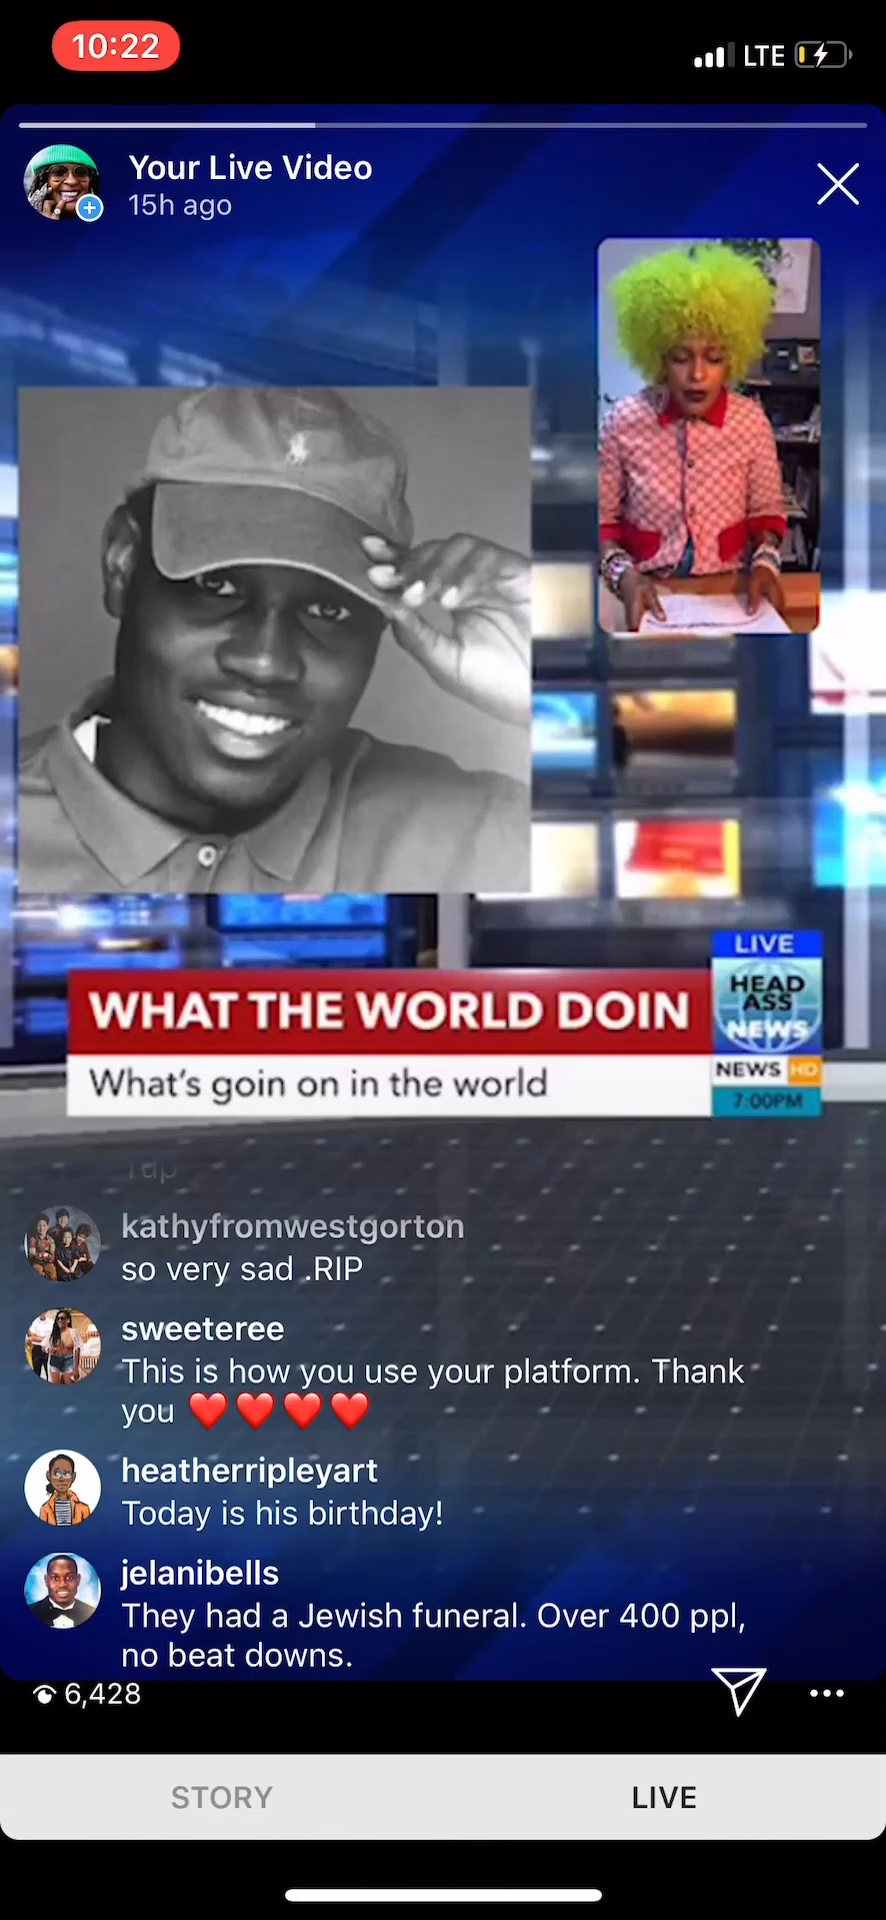 10:22
LTE
Your Live Video
15h ago
LIVE
HEAD
ASS
NEWS
WHAT THE WORLD DOIN
NEWS HD
What's goin on in the world
7:00PM
kathyfromwestgorton
so very sad .RIP
sweeteree
This is how you use your platform. Thank
you ❤️❤️❤️❤️
heatherripleyart
Today is his birthday!
jelanibells
They had a Jewish funeral. Over 400 ppl,
no beat downs.
6,428
STORY
LIVE